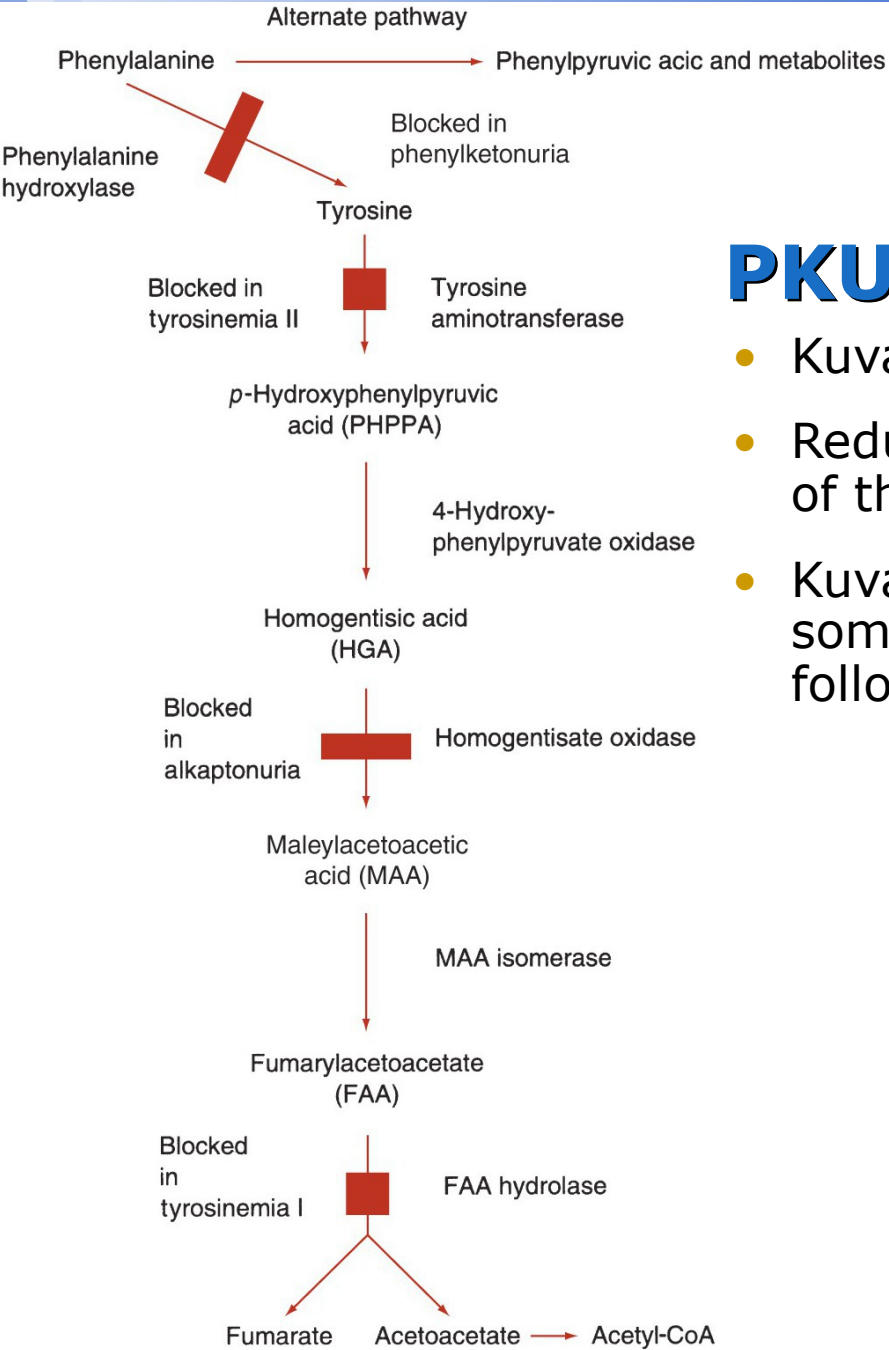 Alternate pathway
Phenylalanine
Phenylpyruvic acic and metabolites
Blocked in
phenylketonuria
Phenylalanine
hydroxylase
Tyrosine
Blocked in
tyrosinemia II
Tyrosine
aminotransferase
p-Hydroxyphenylpyruvic
acid (PHPPA)
4-Hydroxy-
phenylpyruvate oxidase
Homogentisic acid
(HGA)
Blocked
in
alkaptonuria
Homogentisate oxidase
Maleylacetoacetic
acid (MAA)
MAA isomerase
Fumarylacetoacetate
(FAA)
Blocked
in
tyrosinemia I
FAA hydrolase
Fumarate
Acetoacetate
Acetyl-CoA
PKU
• Kuva
• Redu
of th
• Kuva
som
follo